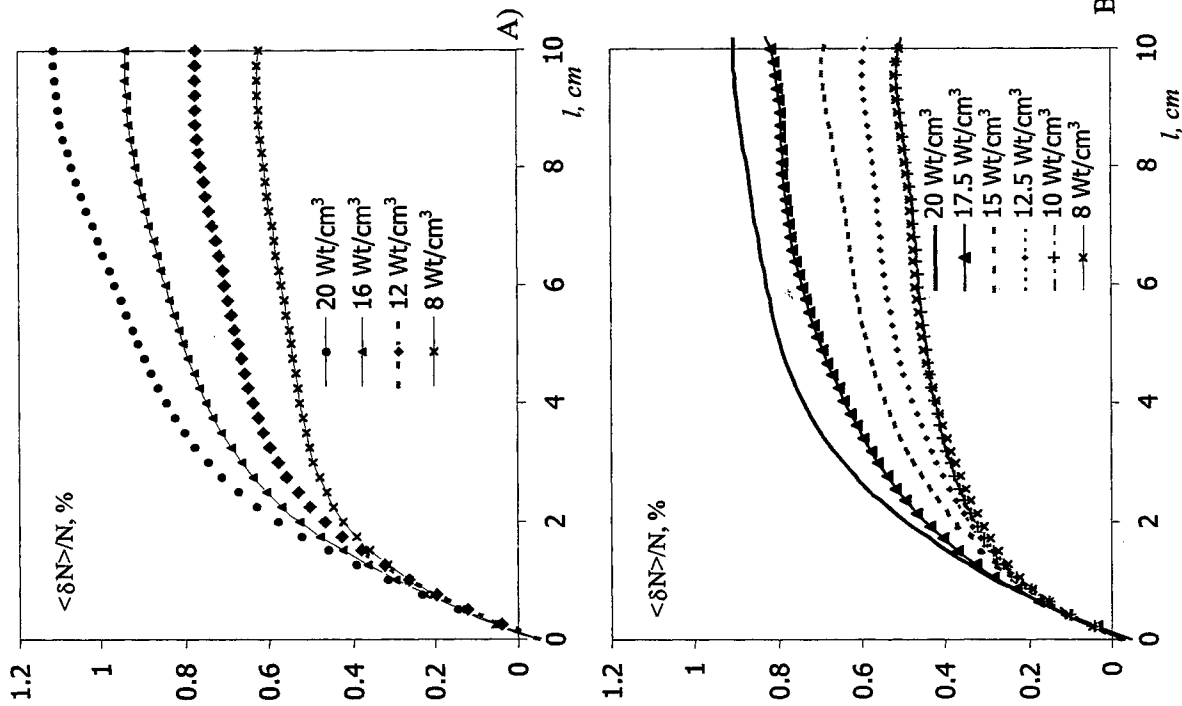 <δN>/N, %
1.2
1
0.8
0.6
0.4
0.2
0
20 Wt/cm³
16 Wt/cm³
12 Wt/cm³
8 Wt/cm³
0
2
4
6
8
10
l, cm
A)
<δN>/N, %
1.2
1
0.8
0.6
0.4
0.2
0
20 Wt/cm³
17.5 Wt/cm³
15 Wt/cm³
12.5 Wt/cm³
10 Wt/cm³
8 Wt/cm³
0
2
4
6
8
10
l, cm
B